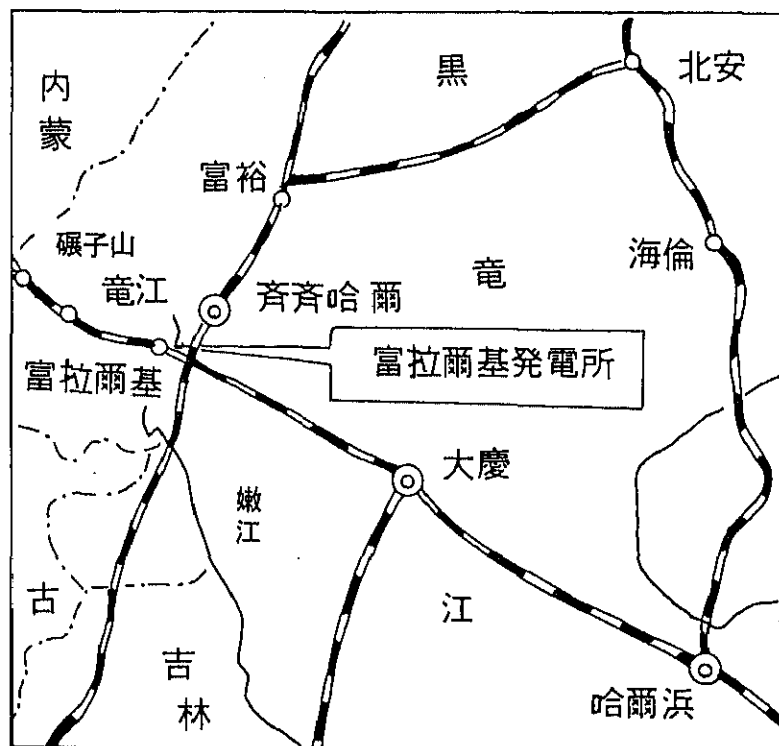 黒
北安
内
蒙
富裕
碾子山
海倫
竜江
斉斉哈爾
竜
富拉爾基発電所
富拉爾基
大慶
嫩
江
古
江
吉
林
哈爾浜